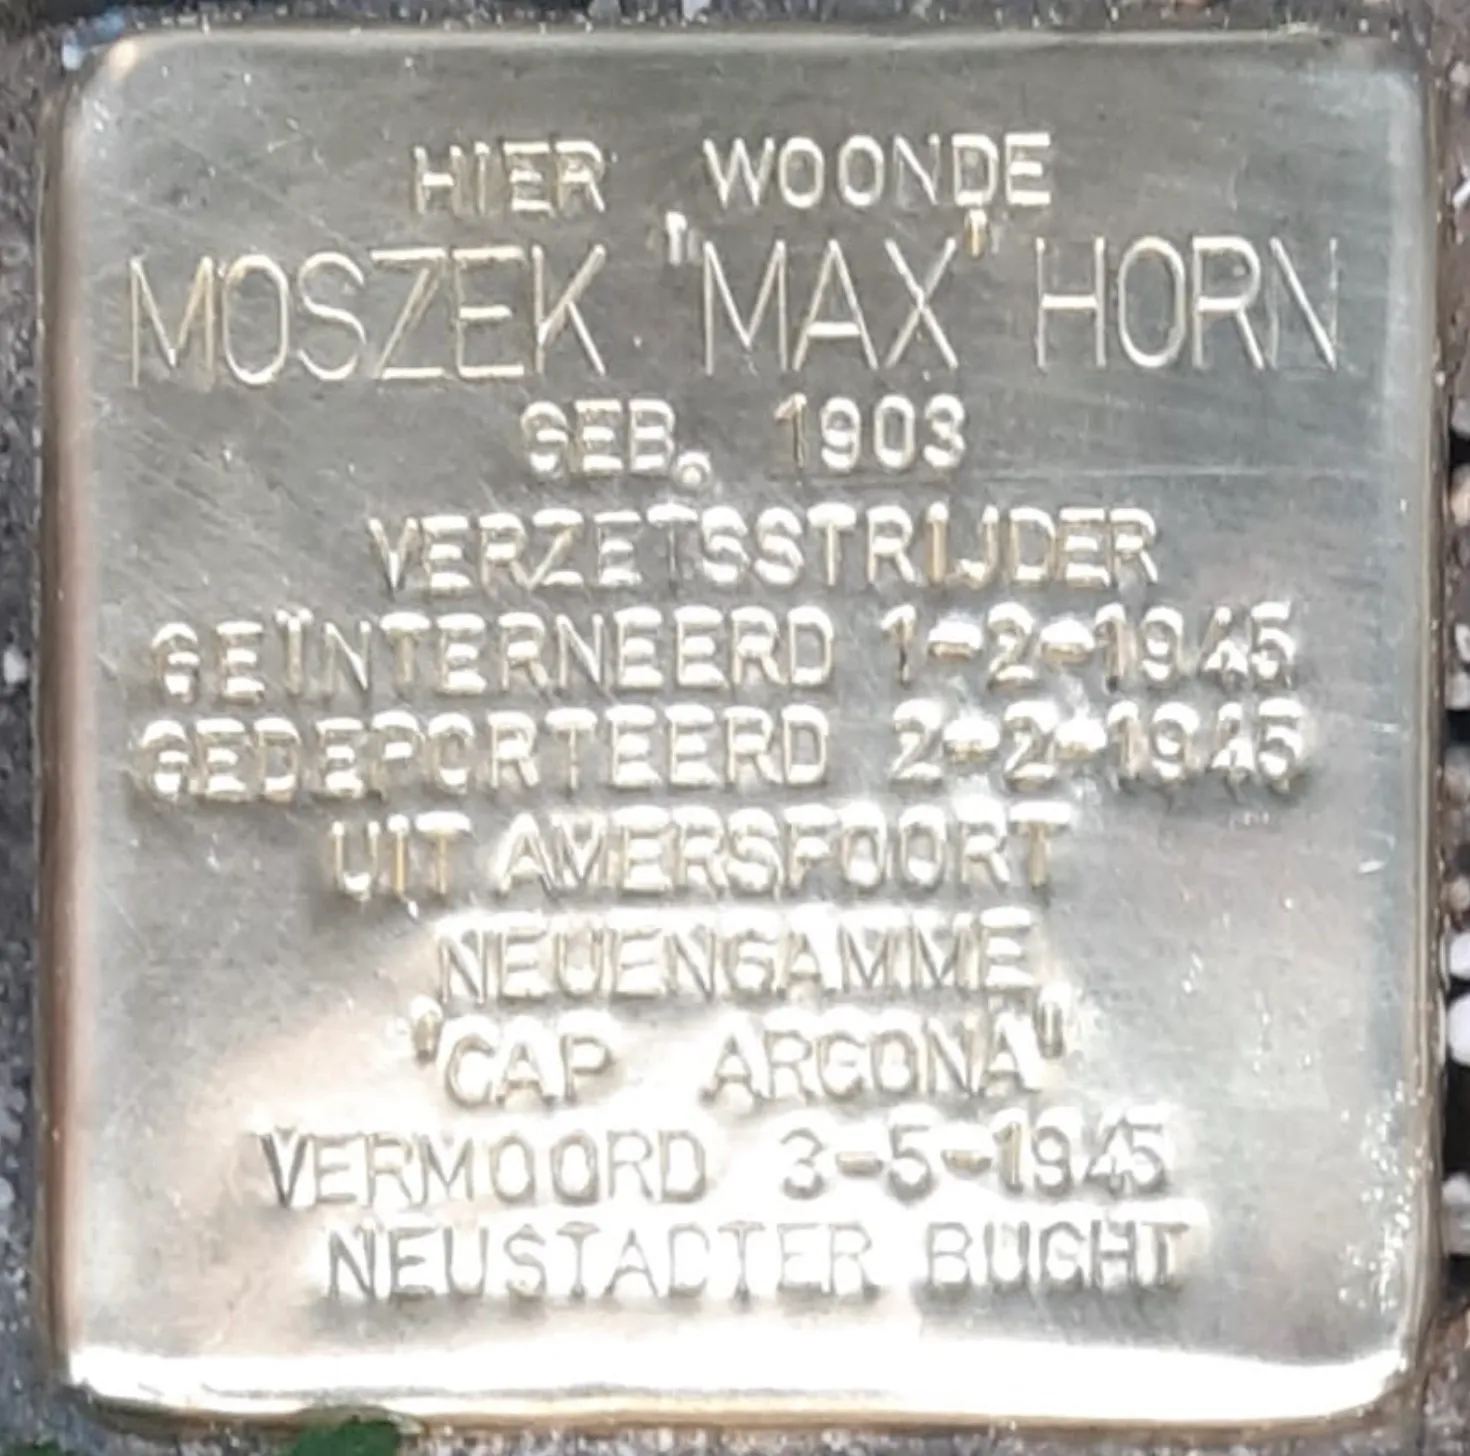 HIER WOONDE
MOSZEK "MAX" HORN
GEB. 1903
VERZETSSTRIJDER
GEÏNTERNEERD 1-2-1945
GEDEPORTEERD 2-2-1945
UIT AMERSFOORT
NEUENGAMME
"CAP ARCONA"
VERMOORD 3-5-1945
NEUSTADTER BUCHT